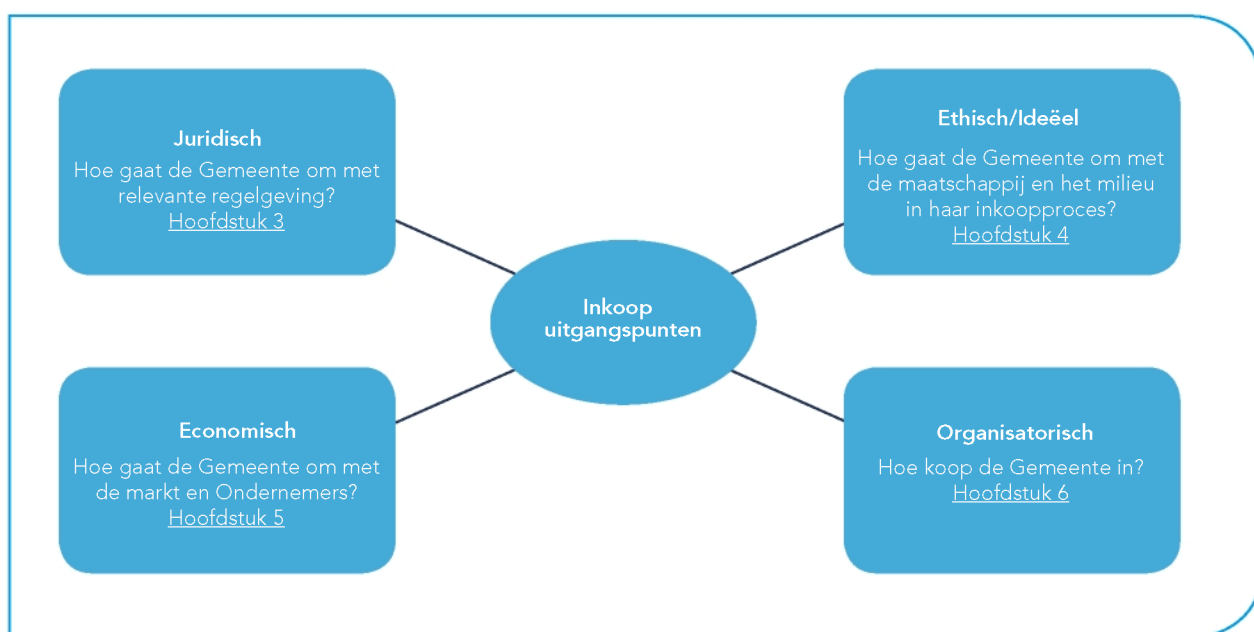 Juridisch
Hoe gaat de Gemeente om met
relevante regelgeving?
Hoofdstuk 3
Ethisch/Ideëel
Hoe gaat de Gemeente om met
de maatschappij en het milieu
in haar inkoopproces?
Hoofdstuk 4
Inkoop
uitgangspunten
Economisch
Hoe gaat de Gemeente om met
de markt en Ondernemers?
Hoofdstuk 5
Organisatorisch
Hoe koop de Gemeente in?
Hoofdstuk 6